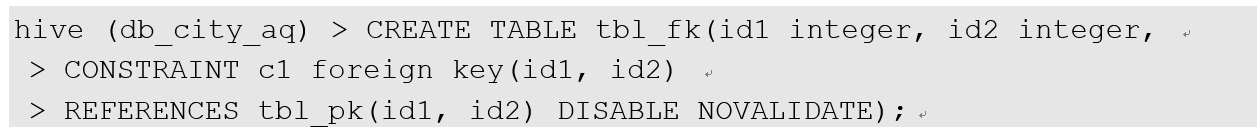 hive (db_city_aq) > CREATE TABLE tbl_fk(id1 integer, id2 integer,
> CONSTRAINT c1 foreign key(id1, id2)
> REFERENCES tbl_pk(id1, id2) DISABLE NOVALIDATE);